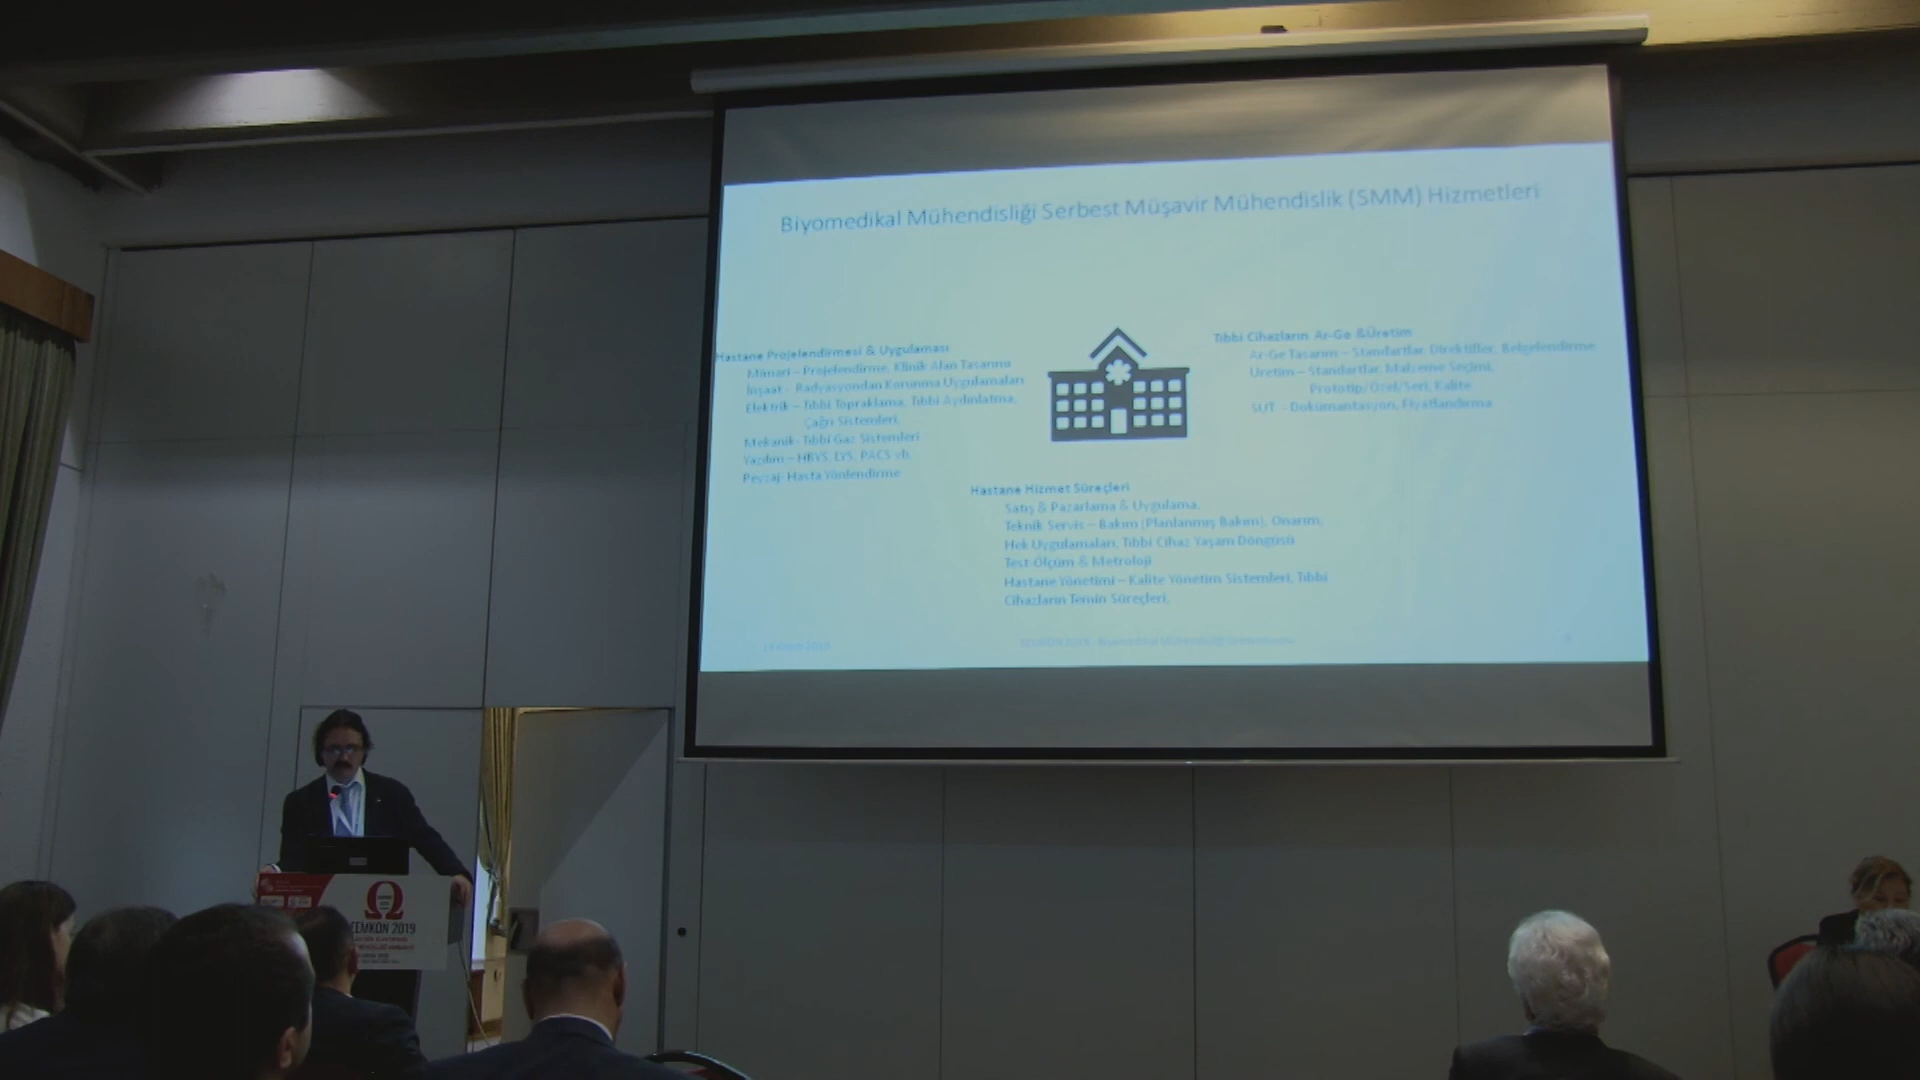 Biyomedikal Mühendisliği Serbest Müşavir Mühendislik (SMM) Hizmetleri
Hastane Projelendirmesi & Uygulaması
Mimari – Projelendirme, Klinik Alan Tasarımı
İnşaat - Radyasyondan Korunma Uygulamaları
Elektrik – Tıbbi Topraklama, Tıbbi Aydınlatma,
Çağrı Sistemleri,
Mekanik- Tıbbi Gaz Sistemleri
Yazılım – HBYS, LYS, PACS vb.
Peyzaj- Hasta Yönlendirme
Tıbbi Cihazların Ar-Ge &Üretim
Ar-Ge Tasarım – Standartlar, Direktifler, Belgelendirme
Üretim – Standartlar, Malzeme Seçimi,
Prototip/Özel/Seri, Kalite
SUT - Dokümantasyon, Fiyatlandırma
Hastane Hizmet Süreçleri
Satış & Pazarlama & Uygulama,
Teknik Servis – Bakım (Planlanmış Bakım), Onarım,
Hek Uygulamaları, Tıbbi Cihaz Yaşam Döngüsü
Test-Ölçüm & Metroloji
Hastane Yönetimi – Kalite Yönetim Sistemleri, Tıbbi
Cihazların Temin Süreçleri,
EEMKON 2019